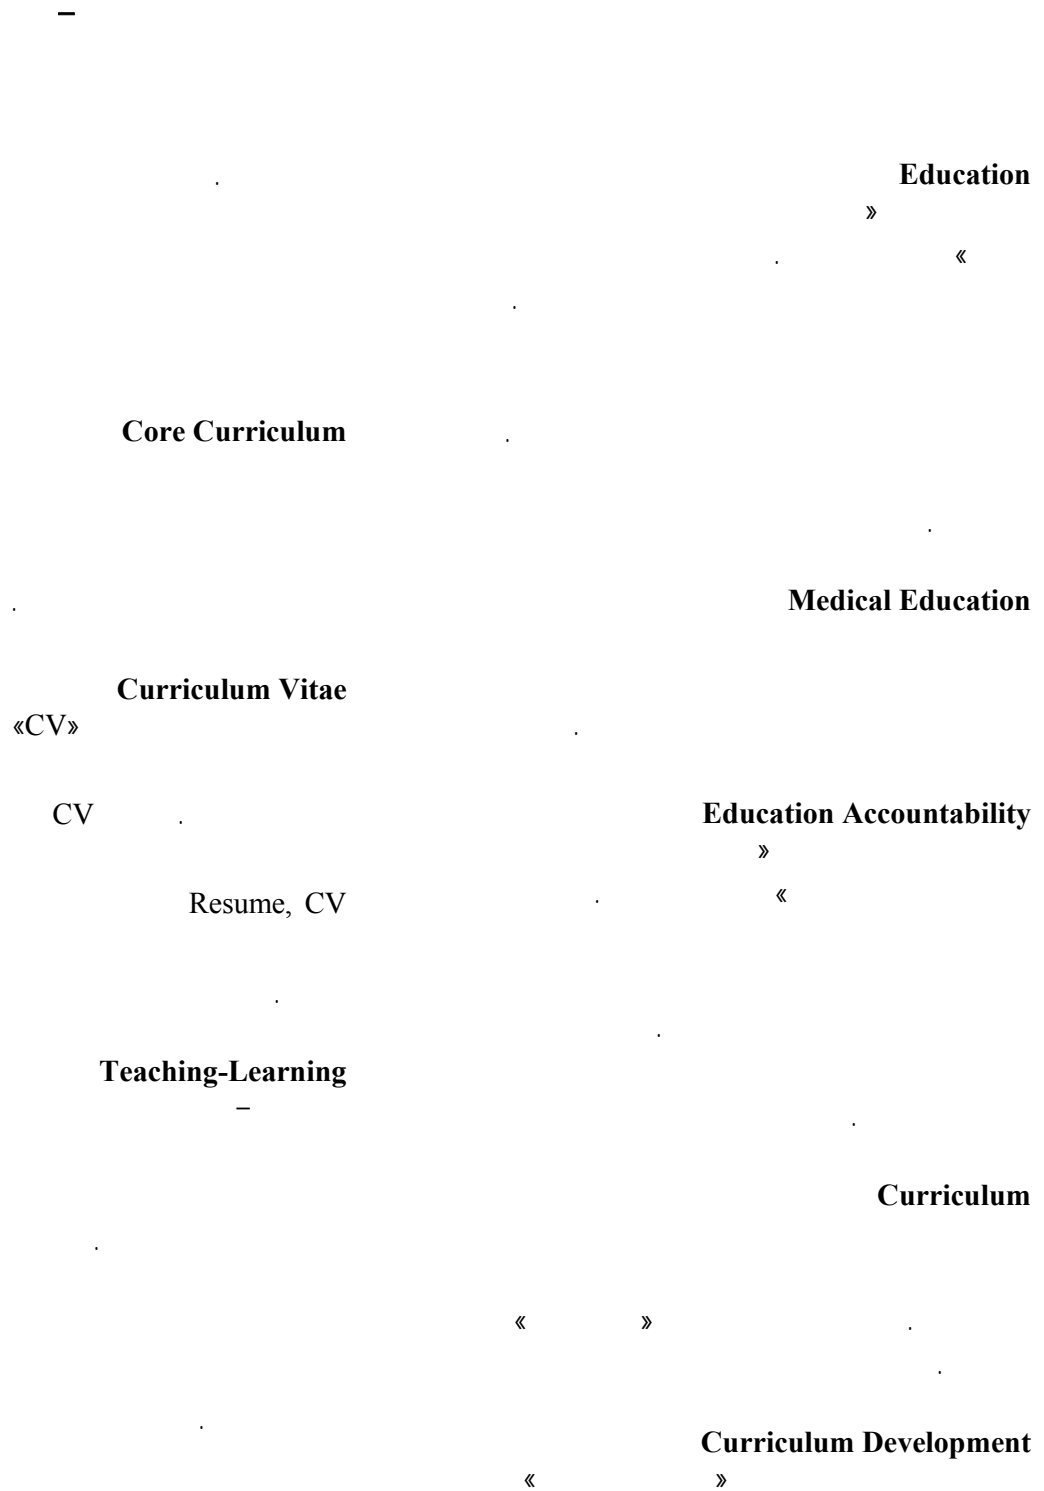 –
Education
.
»
« .
.
.
.
Medical Education
.
Education Accountability
»
« .
.
.
Curriculum
. » «
.
Curriculum Development
» «
Core Curriculum
.
Curriculum Vitae
«CV»
. CV
Resume, CV
.
Teaching-Learning
–
.
.